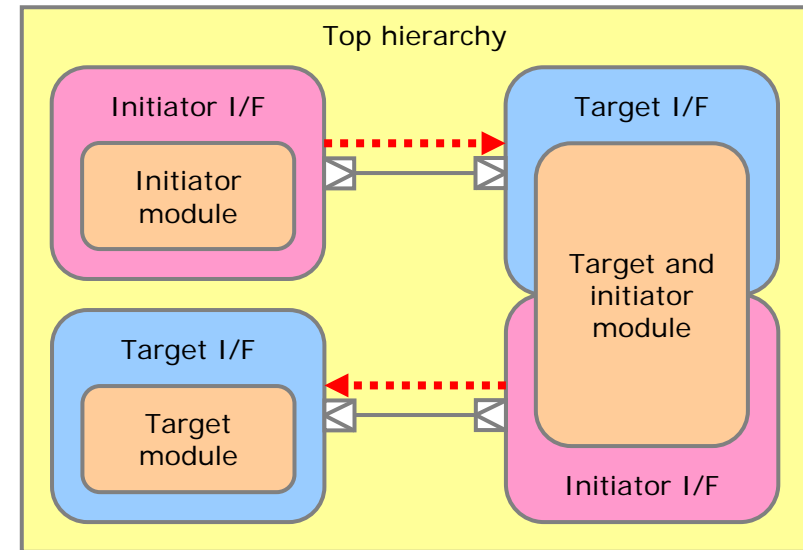 Top hierarchy
Initiator I/F
Initiator
module
Target I/F
Target and
initiator
module
Target I/F
Target
module
Initiator I/F